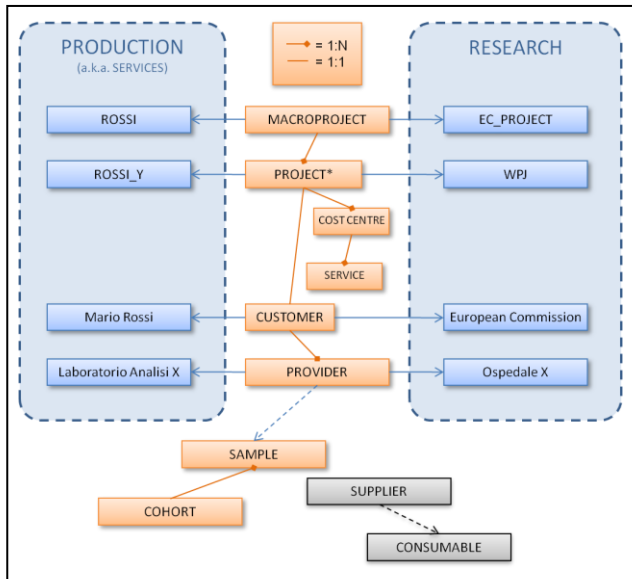 PRODUCTION
(a.k.a. SERVICES)
= 1:N
= 1:1
RESEARCH
ROSSI
MACROPROJECT
EC_PROJECT
ROSSI_Y
PROJECT*
WPJ
COST CENTRE
SERVICE
Mario Rossi
CUSTOMER
European Commission
Laboratorio Analisi X
PROVIDER
Ospedale X
SAMPLE
SUPPLIER
COHORT
CONSUMABLE